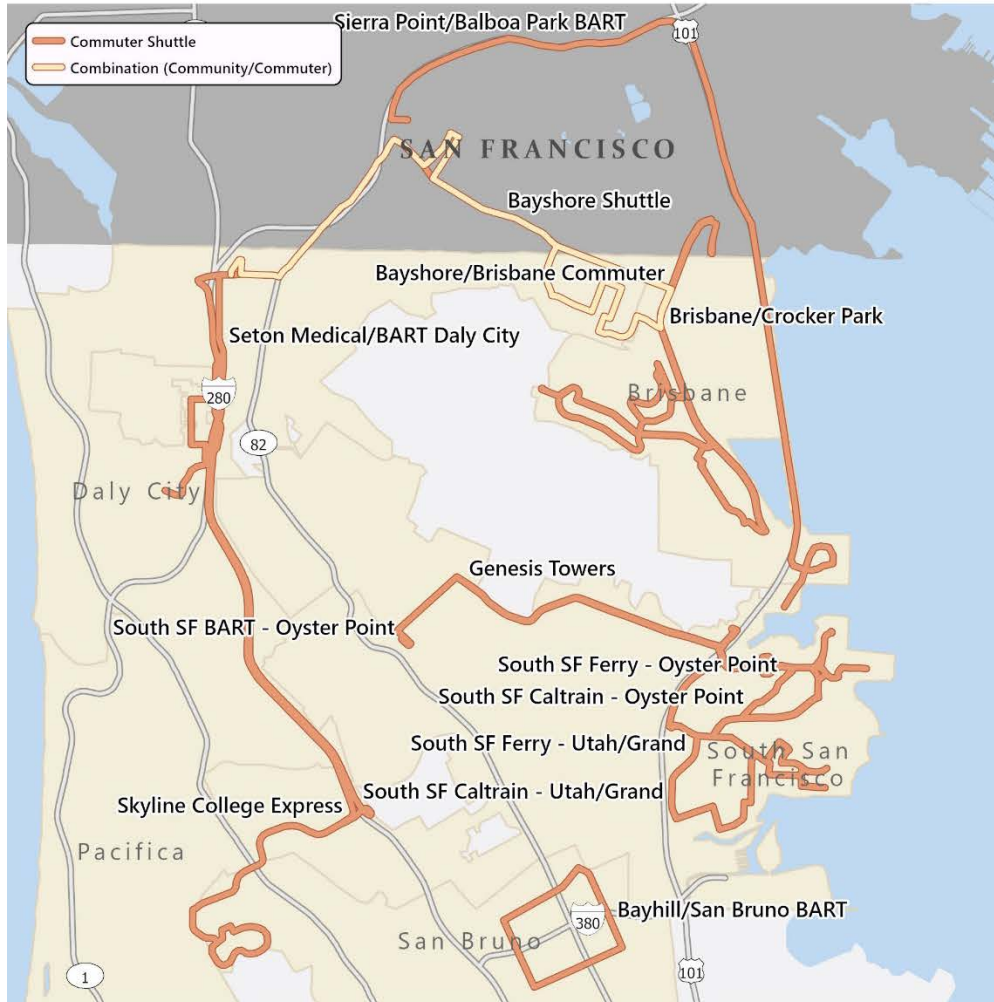 Sierra Point/Balboa Park BART
101
Commuter Shuttle
Combination (Community/Commuter)
SAN FRANCISCO
Bayshore Shuttle
Bayshore/Brisbane Commuter
Brisbane/Crocker Park
Seton Medical/BART Daly City
280
Brisbane
82
Daly City
Genesis Towers
South SF BART - Oyster Point
South SF Ferry - Oyster Point
South SF Caltrain - Oyster Point
South SF Ferry - Utah/Grand
South San
Francisco
South SF Caltrain - Utah/Grand
Skyline College Express
Pacifica
Bayhill/San Bruno BART
380
San Bruno
101
1